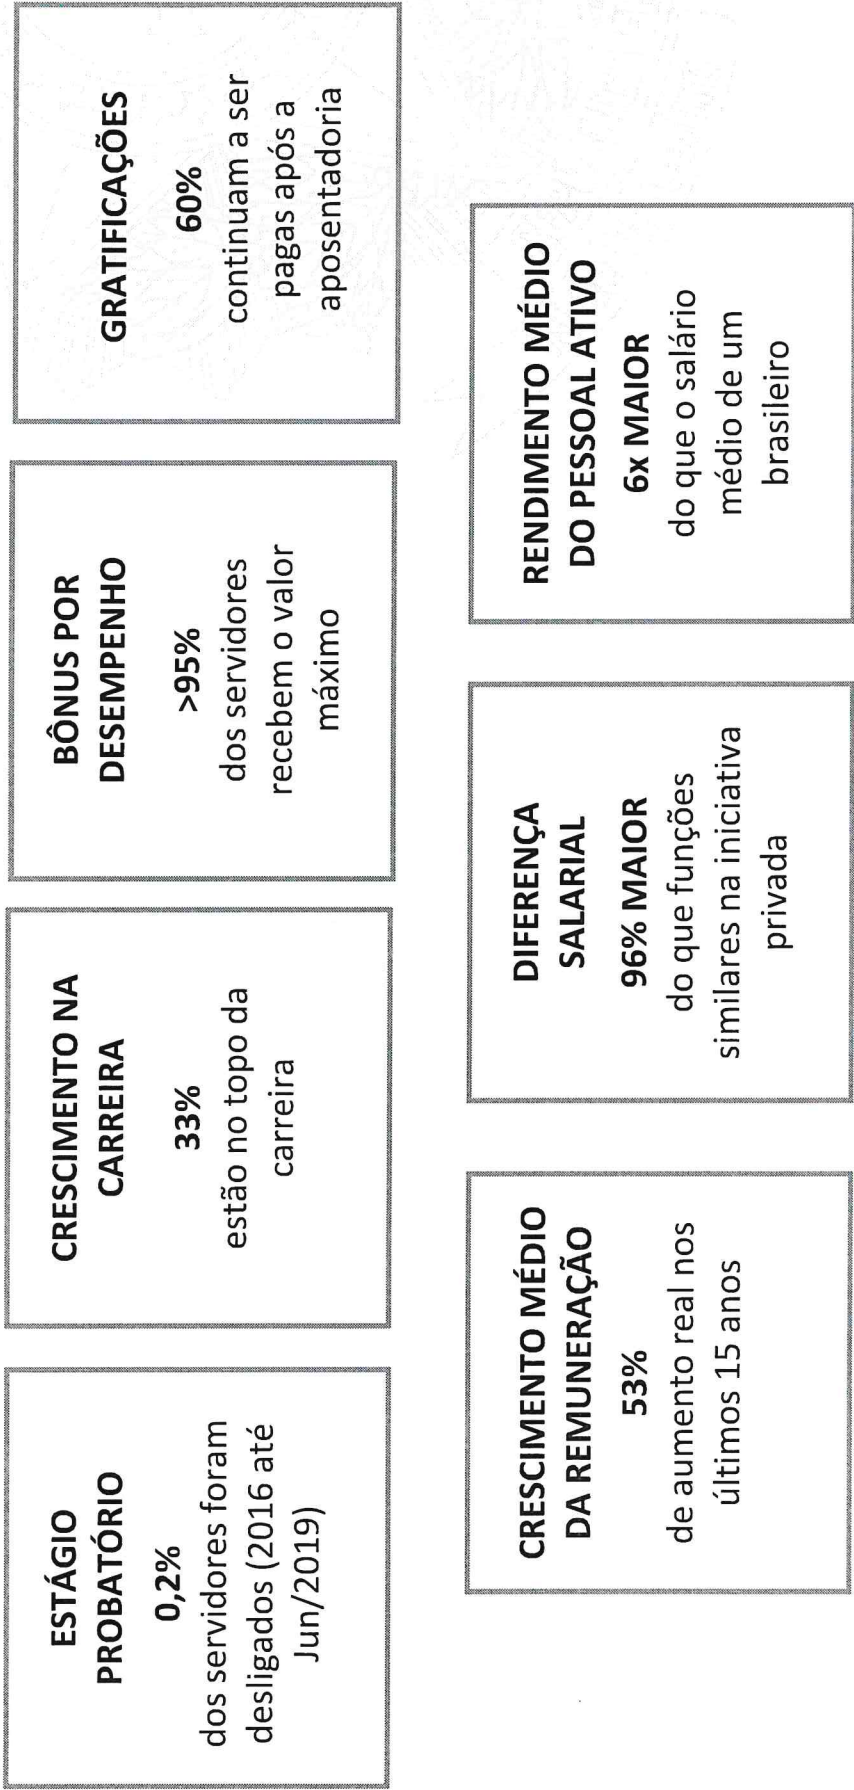 ESTÁGIO
PROBATÓRIO
0,2%
dos servidores foram
desligados (2016 até
Jun/2019)
CRESCIMENTO NA
CARREIRA
33%
estão no topo da
carreira
BÔNUS POR
DESEMPENHO
>95%
dos servidores
recebem o valor
máximo
GRATIFICAÇÕES
60%
continuam a ser
pagas após a
aposentadoria
CRESCIMENTO MÉDIO
DA REMUNERAÇÃO
53%
de aumento real nos
últimos 15 anos
DIFERENÇA
SALARIAL
96% MAIOR
do que funções
similares na iniciativa
privada
RENDIMENTO MÉDIO
DO PESSOAL ATIVO
6x MAIOR
do que o salário
médio de um
brasileiro